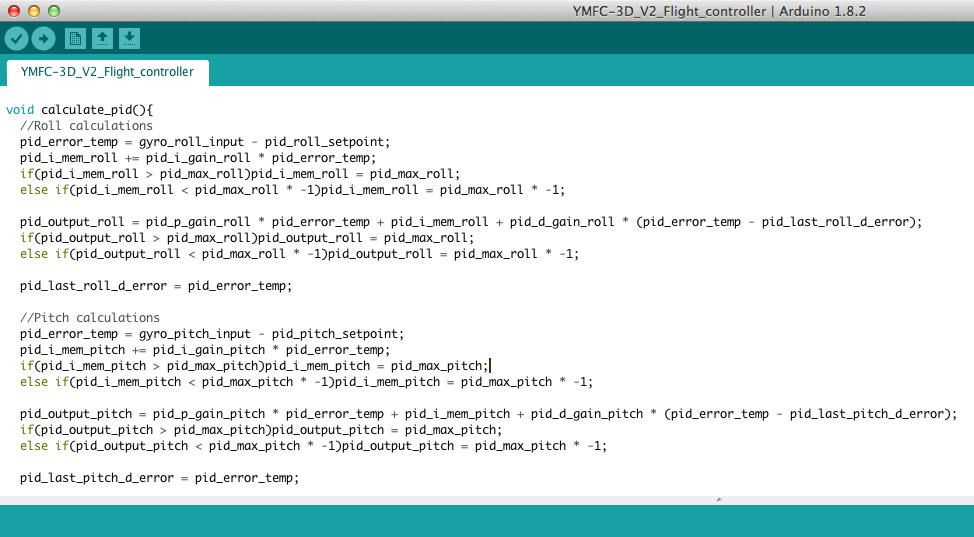 YMFC-3D_V2_Flight_controller | Arduino 1.8.2
YMFC-3D_V2_Flight_controller
void calculate_pid(){
  //Roll calculations
  pid_error_temp = gyro_roll_input - pid_roll_setpoint;
  pid_i_mem_roll += pid_i_gain_roll * pid_error_temp;
  if(pid_i_mem_roll > pid_max_roll)pid_i_mem_roll = pid_max_roll;
  else if(pid_i_mem_roll < pid_max_roll * -1)pid_i_mem_roll = pid_max_roll * -1;

  pid_output_roll = pid_p_gain_roll * pid_error_temp + pid_i_mem_roll + pid_d_gain_roll * (pid_error_temp - pid_last_roll_d_error);
  if(pid_output_roll > pid_max_roll)pid_output_roll = pid_max_roll;
  else if(pid_output_roll < pid_max_roll * -1)pid_output_roll = pid_max_roll * -1;

  pid_last_roll_d_error = pid_error_temp;

  //Pitch calculations
  pid_error_temp = gyro_pitch_input - pid_pitch_setpoint;
  pid_i_mem_pitch += pid_i_gain_pitch * pid_error_temp;
  if(pid_i_mem_pitch > pid_max_pitch)pid_i_mem_pitch = pid_max_pitch;
  else if(pid_i_mem_pitch < pid_max_pitch * -1)pid_i_mem_pitch = pid_max_pitch * -1;

  pid_output_pitch = pid_p_gain_pitch * pid_error_temp + pid_i_mem_pitch + pid_d_gain_pitch * (pid_error_temp - pid_last_pitch_d_error);
  if(pid_output_pitch > pid_max_pitch)pid_output_pitch = pid_max_pitch;
  else if(pid_output_pitch < pid_max_pitch * -1)pid_output_pitch = pid_max_pitch * -1;

  pid_last_pitch_d_error = pid_error_temp;